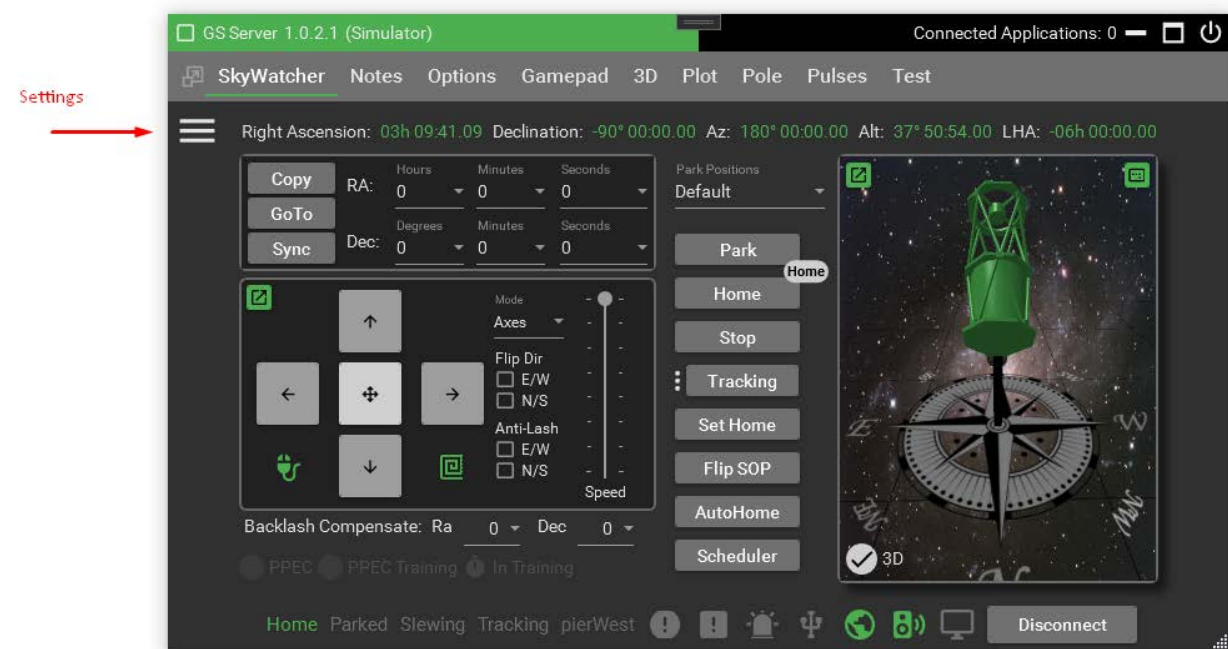 GS Server 1.0.2.1 (Simulator)
Connected Applications: 0
SkyWatcher Notes Options Gamepad 3D Plot Pole Pulses Test
Settings
Right Ascension: 03h 09:41.09 Declination: -90° 00:00.00 Az: 180° 00:00.00 Alt: 37° 50:54.00 LHA: -06h 00:00.00
Copy
GoTo
Sync
Hours Minutes Seconds
RA: 0 0 0
Degrees Minutes Seconds
Dec: 0 0 0
Mode
Axes
Flip Dir
E/W
N/S
Anti-Lash
E/W
N/S
Speed
Backlash Compensate: Ra 0 Dec 0
PPEC PPEC Training In Training
Park Positions
Default
Park
Home
Home
Stop
Tracking
Set Home
Flip SOP
AutoHome
Scheduler
E
W
NE
NW
N
3D
Home Parked Slewing Tracking pierWest
Disconnect